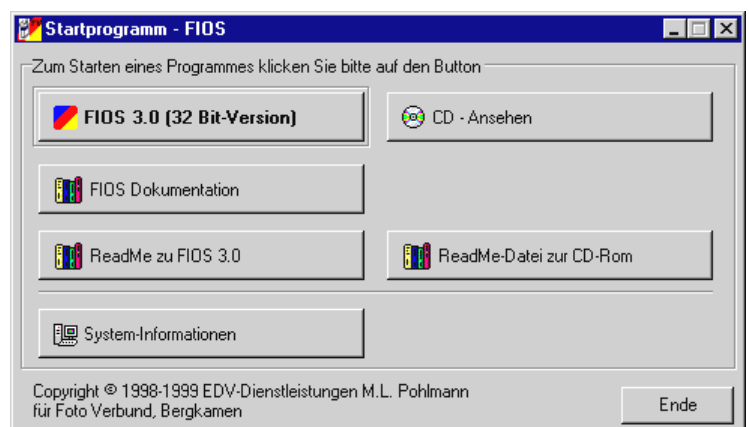 Startprogramm - FIOS
Zum Starten eines Programmes klicken Sie bitte auf den Button
FIOS 3.0 (32 Bit-Version)
CD - Ansehen
FIOS Dokumentation
ReadMe zu FIOS 3.0
ReadMe-Datei zur CD-Rom
System-Informationen
Copyright © 1998-1999 EDV-Dienstleistungen M.L. Pohlmann
für Foto Verbund, Bergkamen
Ende